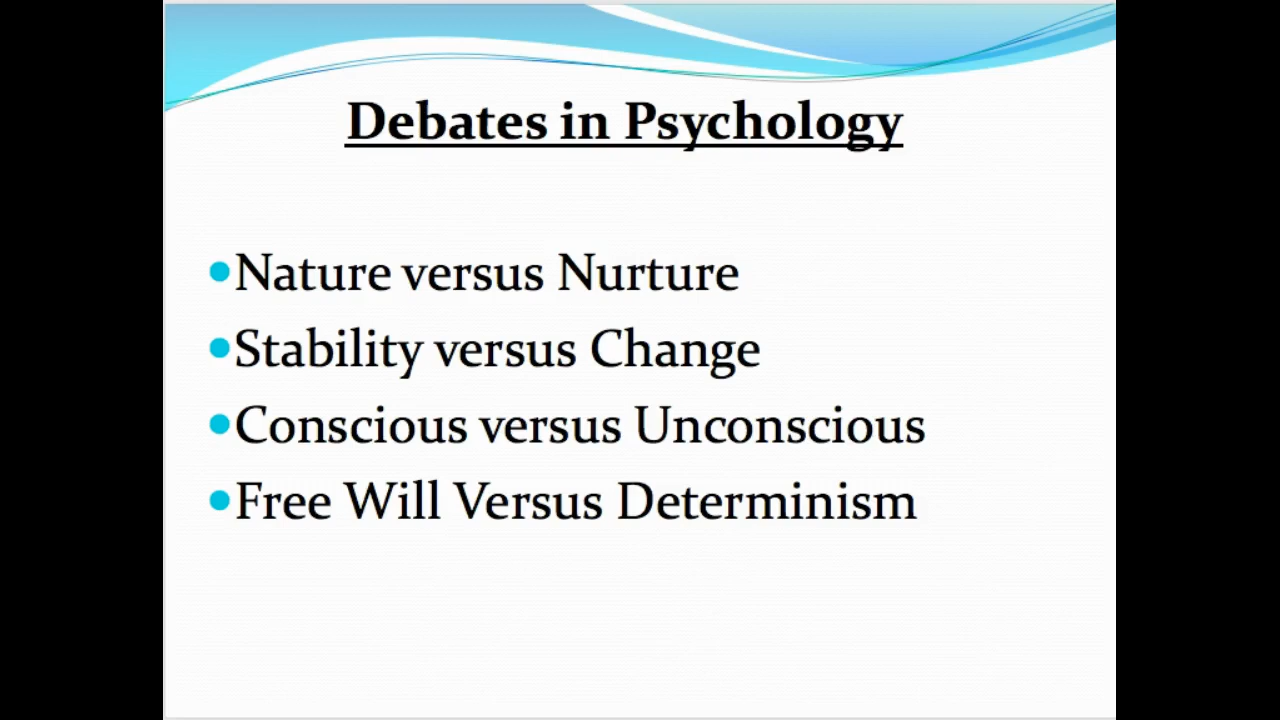 Debates in Psychology
•Nature versus Nurture
•Stability versus Change
•Conscious versus Unconscious
•Free Will Versus Determinism